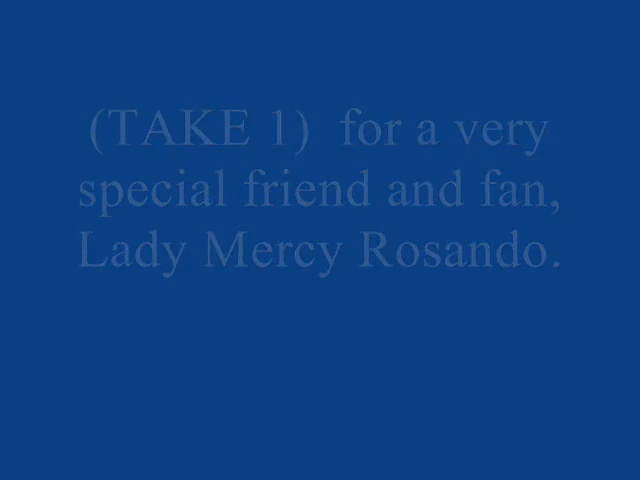 (TAKE 1)  for a very
special friend and fan,
Lady Mercy Rosando.